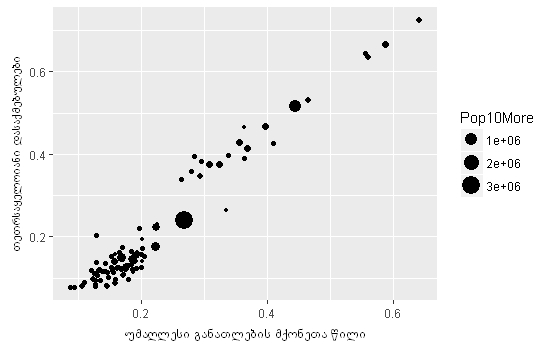 თეთრსაყელოიანი დასაქმებულები
0.6
0.4
0.2
0.2
0.4
0.6
უმაღლესი განათლების მქონეთა წილი
Pop10More
1e+06
2e+06
3e+06